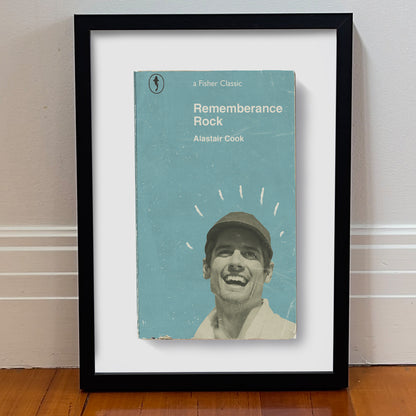 a Fisher Classic
Rememberance
Rock
Alastair Cook